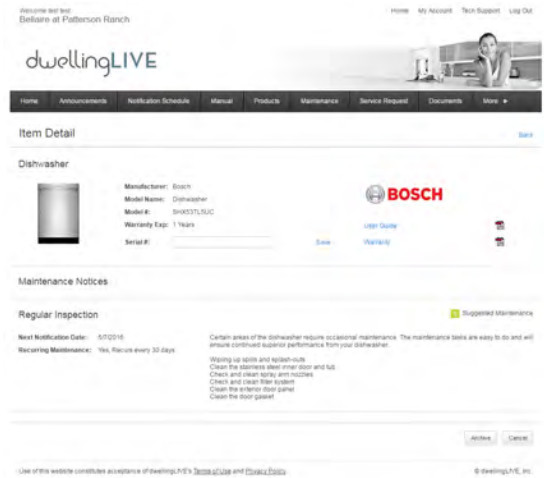 Welcome test test
Bellaire at Patterson Ranch
Home My Account Tech Support Log Out
dwellingLIVE
Home Announcements Notification Schedule Manual Products Maintenance Service Request Documents More
Item Detail
Back
Dishwasher
Manufacturer: Bosch
Model Name: Dishwasher
Model #: SHX53TL5UC
Warranty Exp: 1 Years
Serial #:
Save
BOSCH
User Guide
Warranty
Maintenance Notices
Regular Inspection
Suggested Maintenance
Next Notification Date: 5/7/2016
Recurring Maintenance: Yes, Recurs every 30 days
Certain areas of the dishwasher require occasional maintenance. The maintenance tasks are easy to do and will
ensure continued superior performance from your dishwasher.
Wiping up spills and splash-outs
Clean the stainless steel inner door and tub
Check and clean spray arm nozzles
Check and clean filter system
Clean the exterior door panel
Clean the door gasket
Archive Cancel
Use of this website constitutes acceptance of dwellingLIVE's Terms of Use and Privacy Policy.
© dwellingLIVE, Inc.